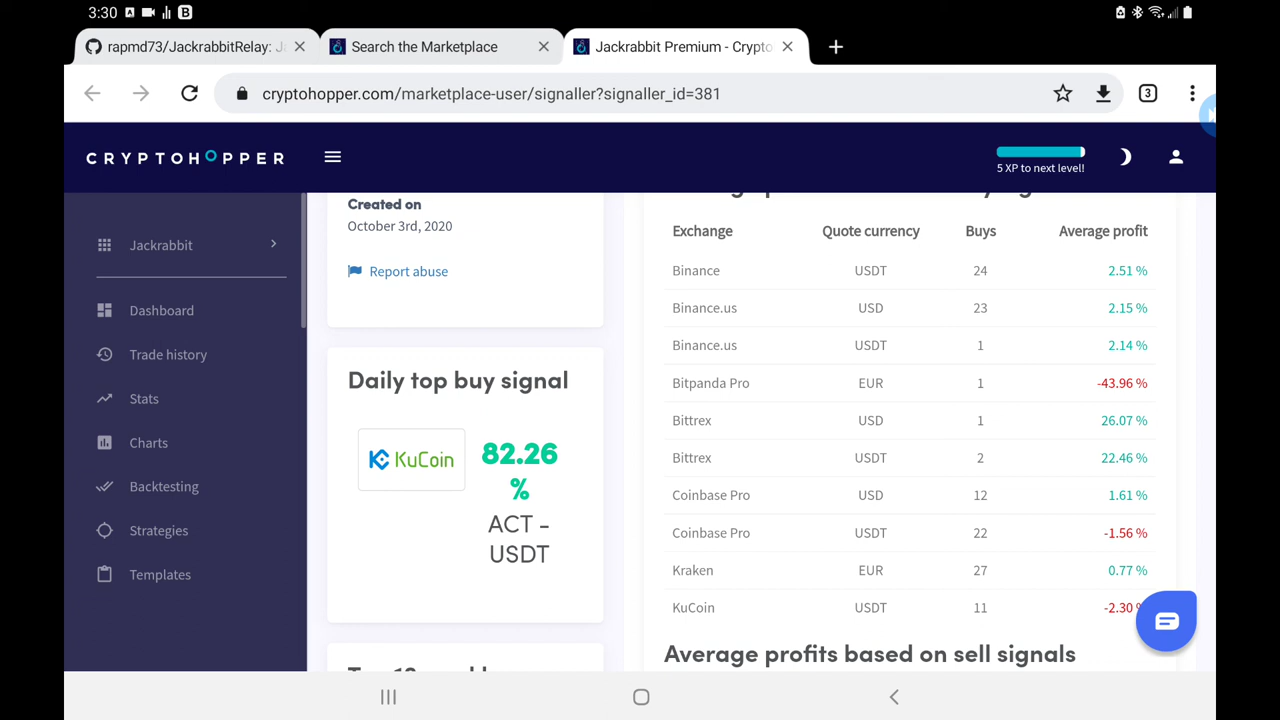 3:30
rapmd73/JackrabbitRelay:
Search the Marketplace
Jackrabbit Premium - Crypto
cryptohopper.com/marketplace-user/signaller?signaller_id=381
3
CRYPTOHOPPER
5 XP to next level!
Jackrabbit
Dashboard
Trade history
Stats
Charts
Backtesting
Strategies
Templates
Created on
October 3rd, 2020
Report abuse
Daily top buy signal
KuCoin
82.26
%
ACT -
USDT
Exchange Quote currency Buys Average profit
Binance USDT 24 2.51 %
Binance.us USD 23 2.15 %
Binance.us USDT 1 2.14 %
Bitpanda Pro EUR 1 -43.96 %
Bittrex USD 1 26.07 %
Bittrex USDT 2 22.46 %
Coinbase Pro USD 12 1.61 %
Coinbase Pro USDT 22 -1.56 %
Kraken EUR 27 0.77 %
KuCoin USDT 11 -2.30
Average profits based on sell signals